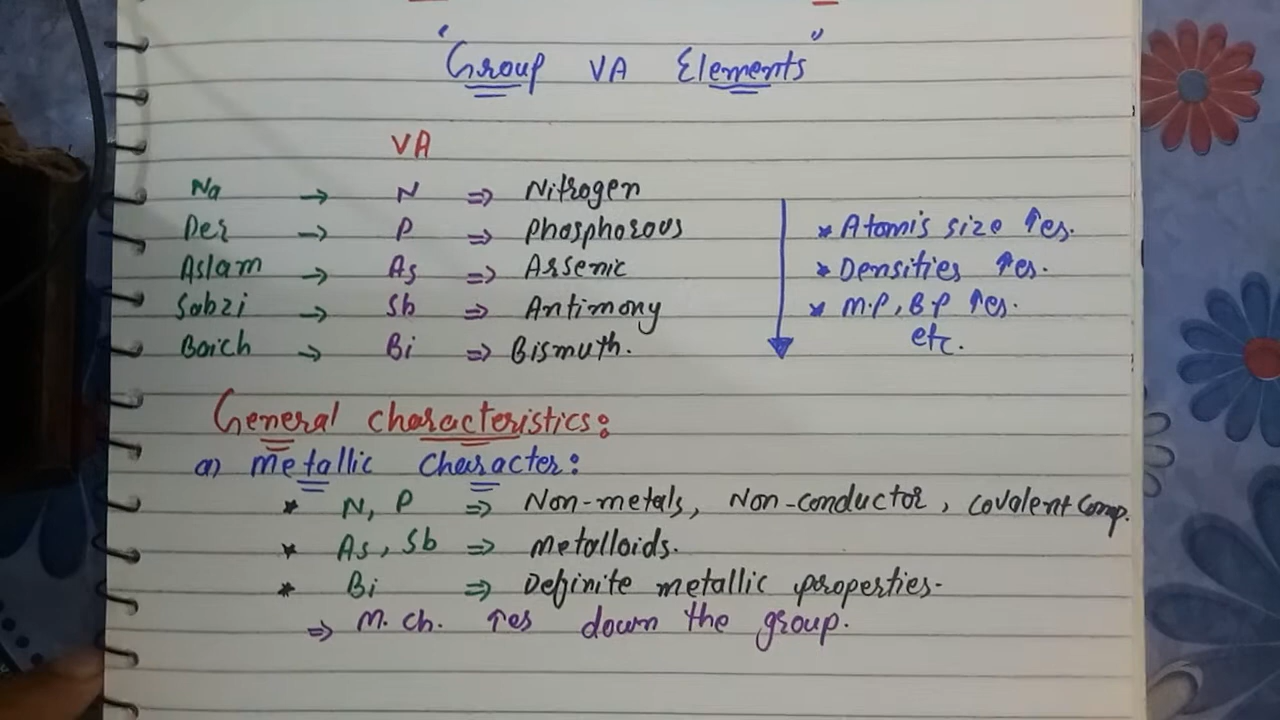 "Group VA Elements"
VA
Na → N ⇒ Nitrogen
Der → P ⇒ Phosphorous
Aslam → As ⇒ Arsenic
Sabzi → Sb ⇒ Antimony
Baich → Bi ⇒ Bismuth.
* Atomis size ↑es.
* Densities ↑es.
* M.P, B.P ↑es.
etc.
General characteristics:
a) Metallic Character:
* N, P ⇒ Non-metals, Non-conductor, covalent Comp.
* As, Sb ⇒ Metalloids.
* Bi ⇒ Definite metallic properties-
⇒ M. Ch. ↑es down the group.